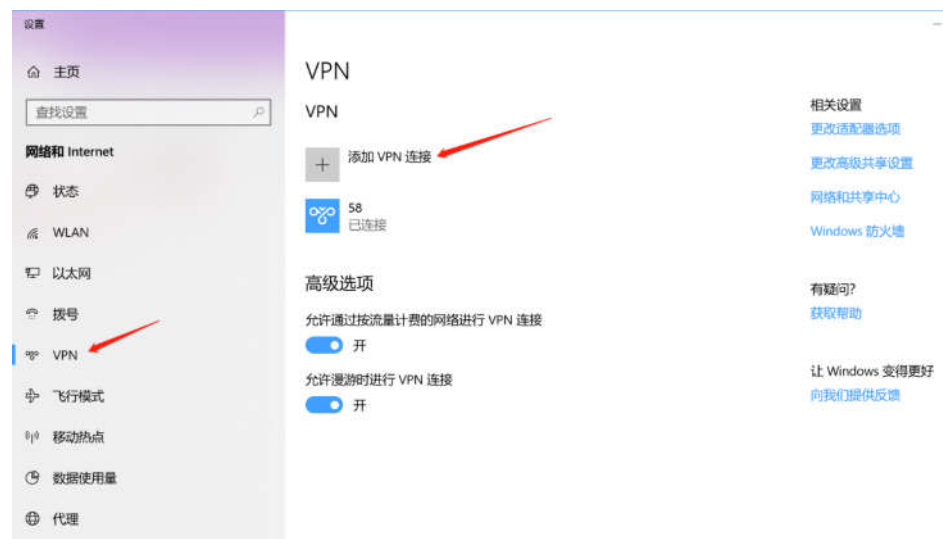 设置
主页
查找设置
网络和 Internet
状态
WLAN
以太网
拨号
VPN
飞行模式
移动热点
数据使用量
代理
VPN
VPN
添加 VPN 连接
58
已连接
高级选项
允许通过按流量计费的网络进行 VPN 连接
开
允许漫游时进行 VPN 连接
开
相关设置
更改适配器选项
更改高级共享设置
网络和共享中心
Windows 防火墙
有疑问?
获取帮助
让 Windows 变得更好
向我们提供反馈